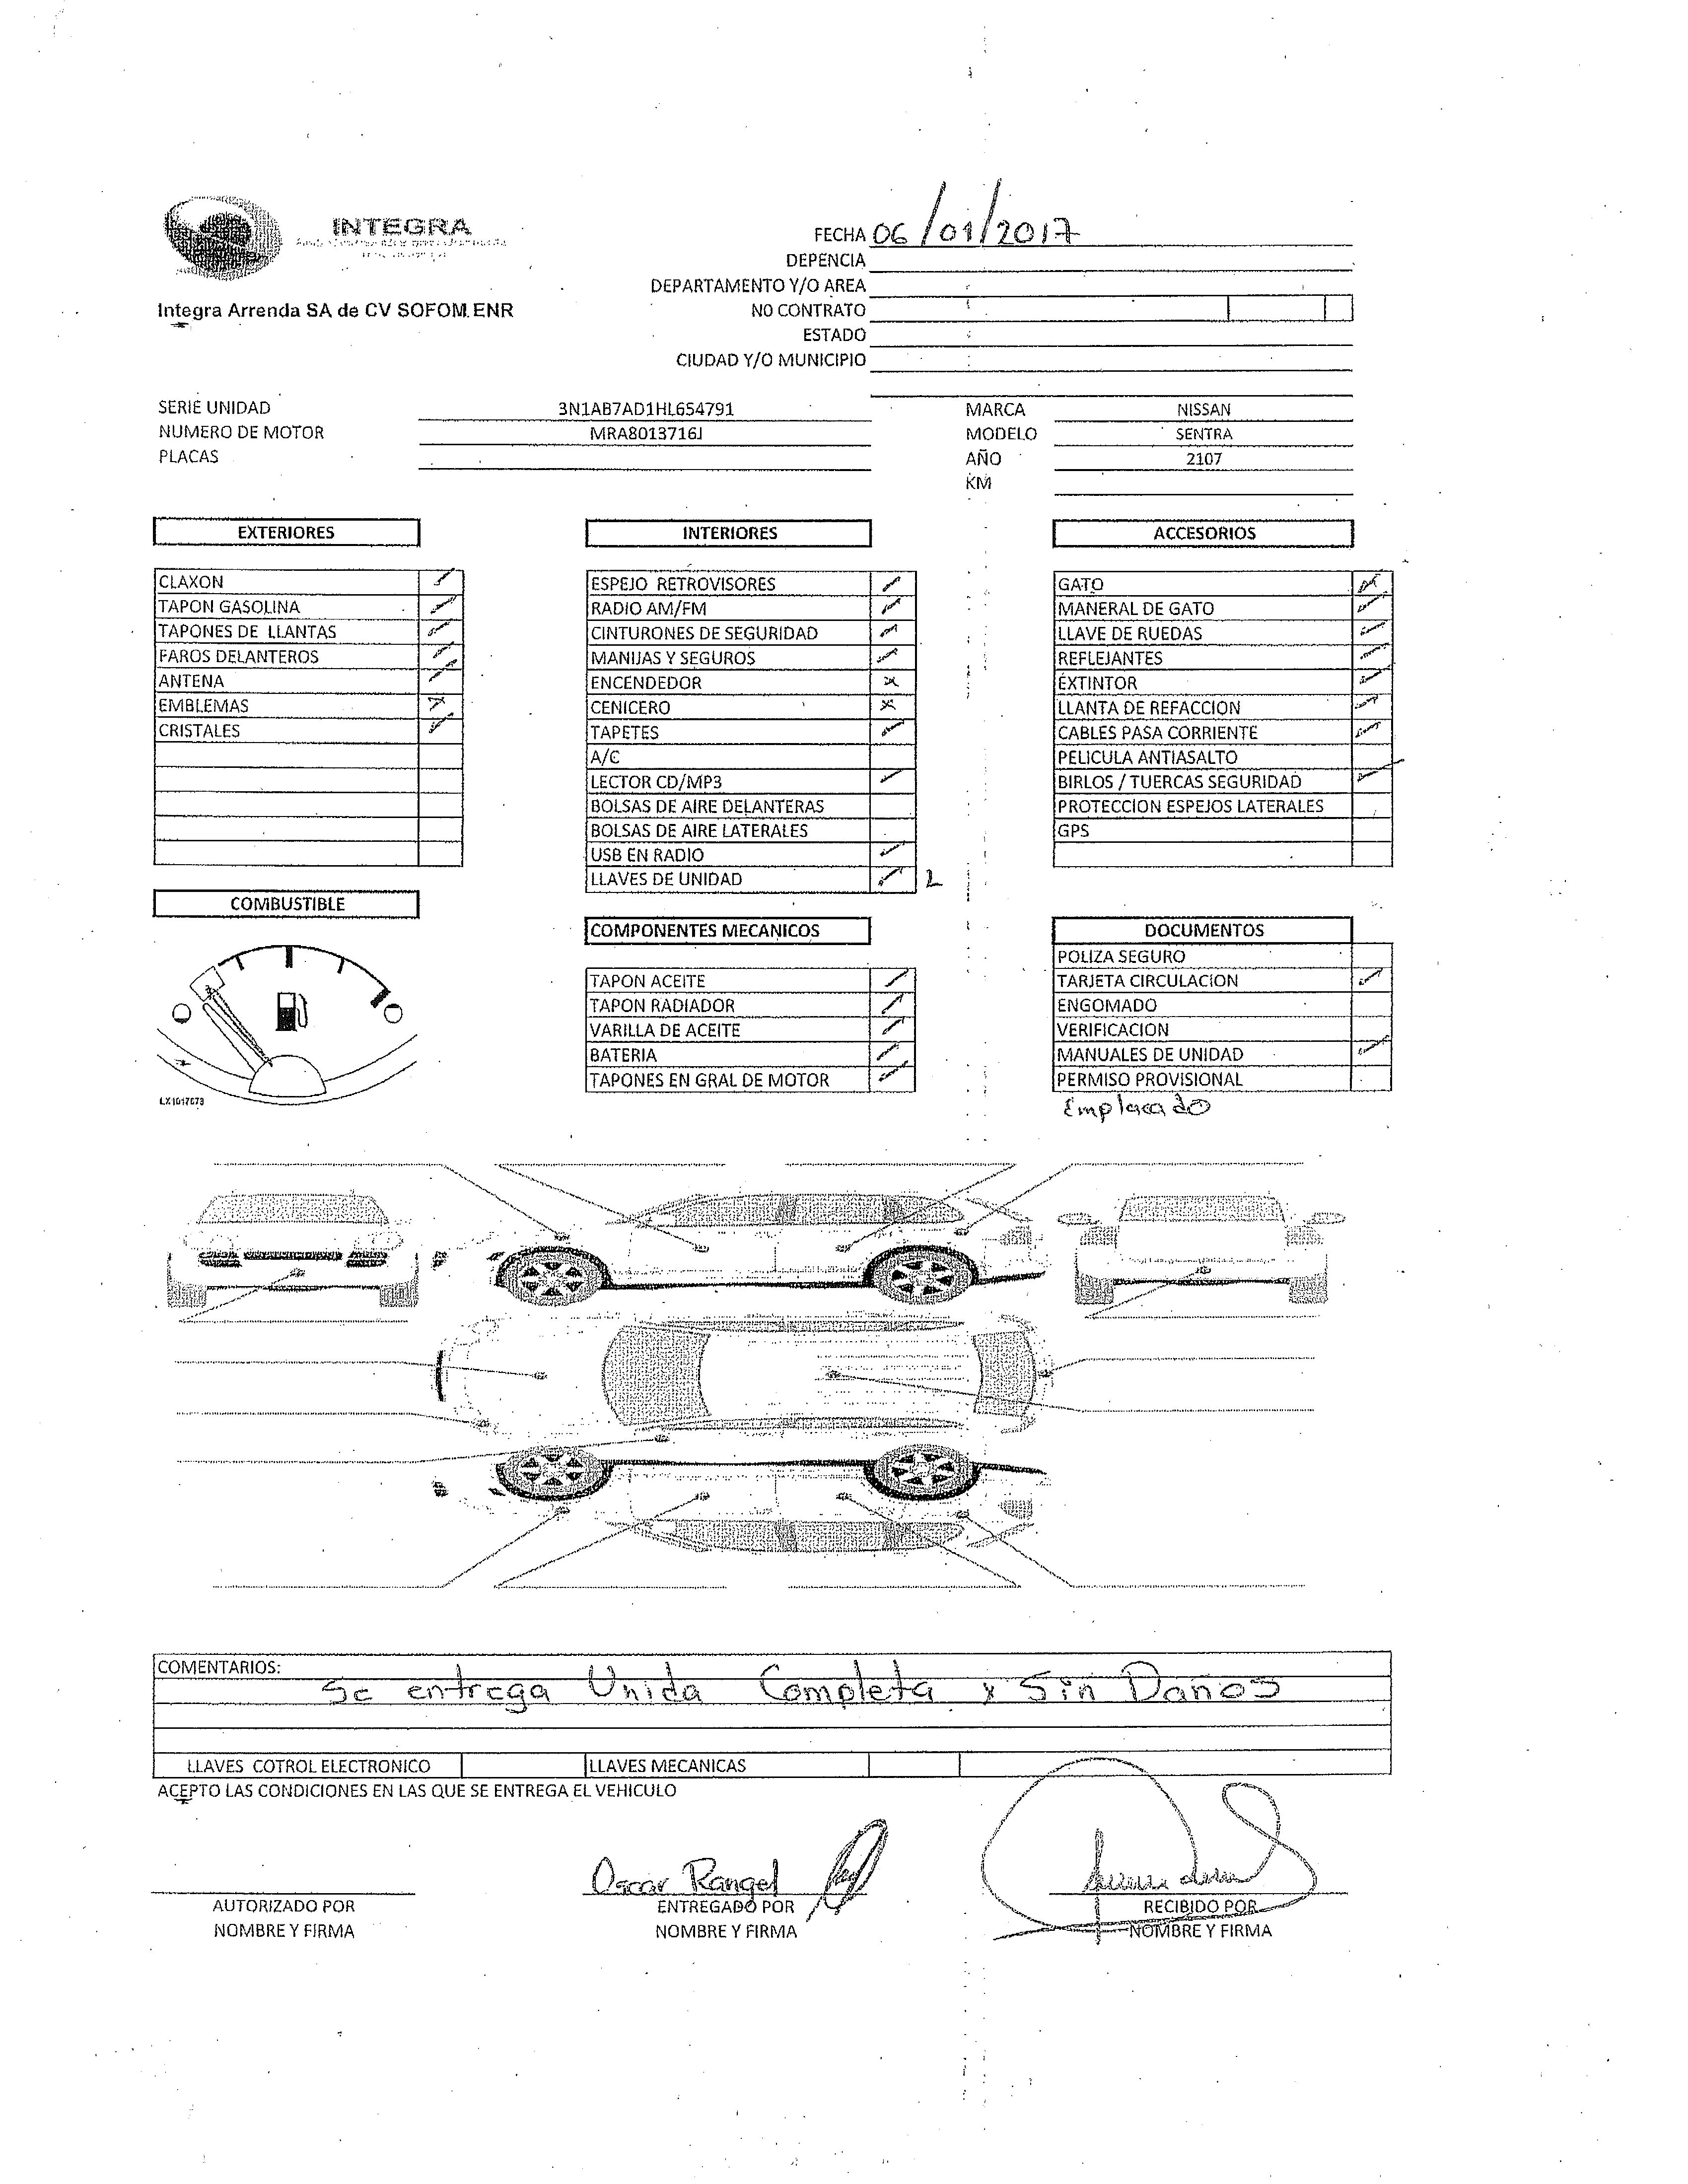 INTEGRA
Integra Arrenda SA de CV SOFOM.ENR
FECHA 06/01/2017
DEPENCIA
DEPARTAMENTO Y/O AREA
NO CONTRATO
ESTADO
CIUDAD Y/O MUNICIPIO
SERIE UNIDAD 3N1AB7AD1HL654791 MARCA NISSAN
NUMERO DE MOTOR MRA8013716J MODELO SENTRA
PLACAS AÑO 2107
KM
EXTERIORES
CLAXON
TAPON GASOLINA
TAPONES DE LLANTAS
FAROS DELANTEROS
ANTENA
EMBLEMAS
CRISTALES
COMBUSTIBLE
LX1017073
INTERIORES
ESPEJO RETROVISORES
RADIO AM/FM
CINTURONES DE SEGURIDAD
MANIJAS Y SEGUROS
ENCENDEDOR
CENICERO
TAPETES
A/C
LECTOR CD/MP3
BOLSAS DE AIRE DELANTERAS
BOLSAS DE AIRE LATERALES
USB EN RADIO
LLAVES DE UNIDAD 2
COMPONENTES MECANICOS
TAPON ACEITE
TAPON RADIADOR
VARILLA DE ACEITE
BATERIA
TAPONES EN GRAL DE MOTOR
ACCESORIOS
GATO
MANERAL DE GATO
LLAVE DE RUEDAS
REFLEJANTES
EXTINTOR
LLANTA DE REFACCION
CABLES PASA CORRIENTE
PELICULA ANTIASALTO
BIRLOS / TUERCAS SEGURIDAD
PROTECCION ESPEJOS LATERALES
GPS
DOCUMENTOS
POLIZA SEGURO
TARJETA CIRCULACION
ENGOMADO
VERIFICACION
MANUALES DE UNIDAD
PERMISO PROVISIONAL
Emplacado
COMENTARIOS:
Se entrega Unida Completa y Sin Daños
LLAVES COTROL ELECTRONICO LLAVES MECANICAS
ACEPTO LAS CONDICIONES EN LAS QUE SE ENTREGA EL VEHICULO
Oscar Rangel
AUTORIZADO POR ENTREGADO POR RECIBIDO POR
NOMBRE Y FIRMA NOMBRE Y FIRMA NOMBRE Y FIRMA